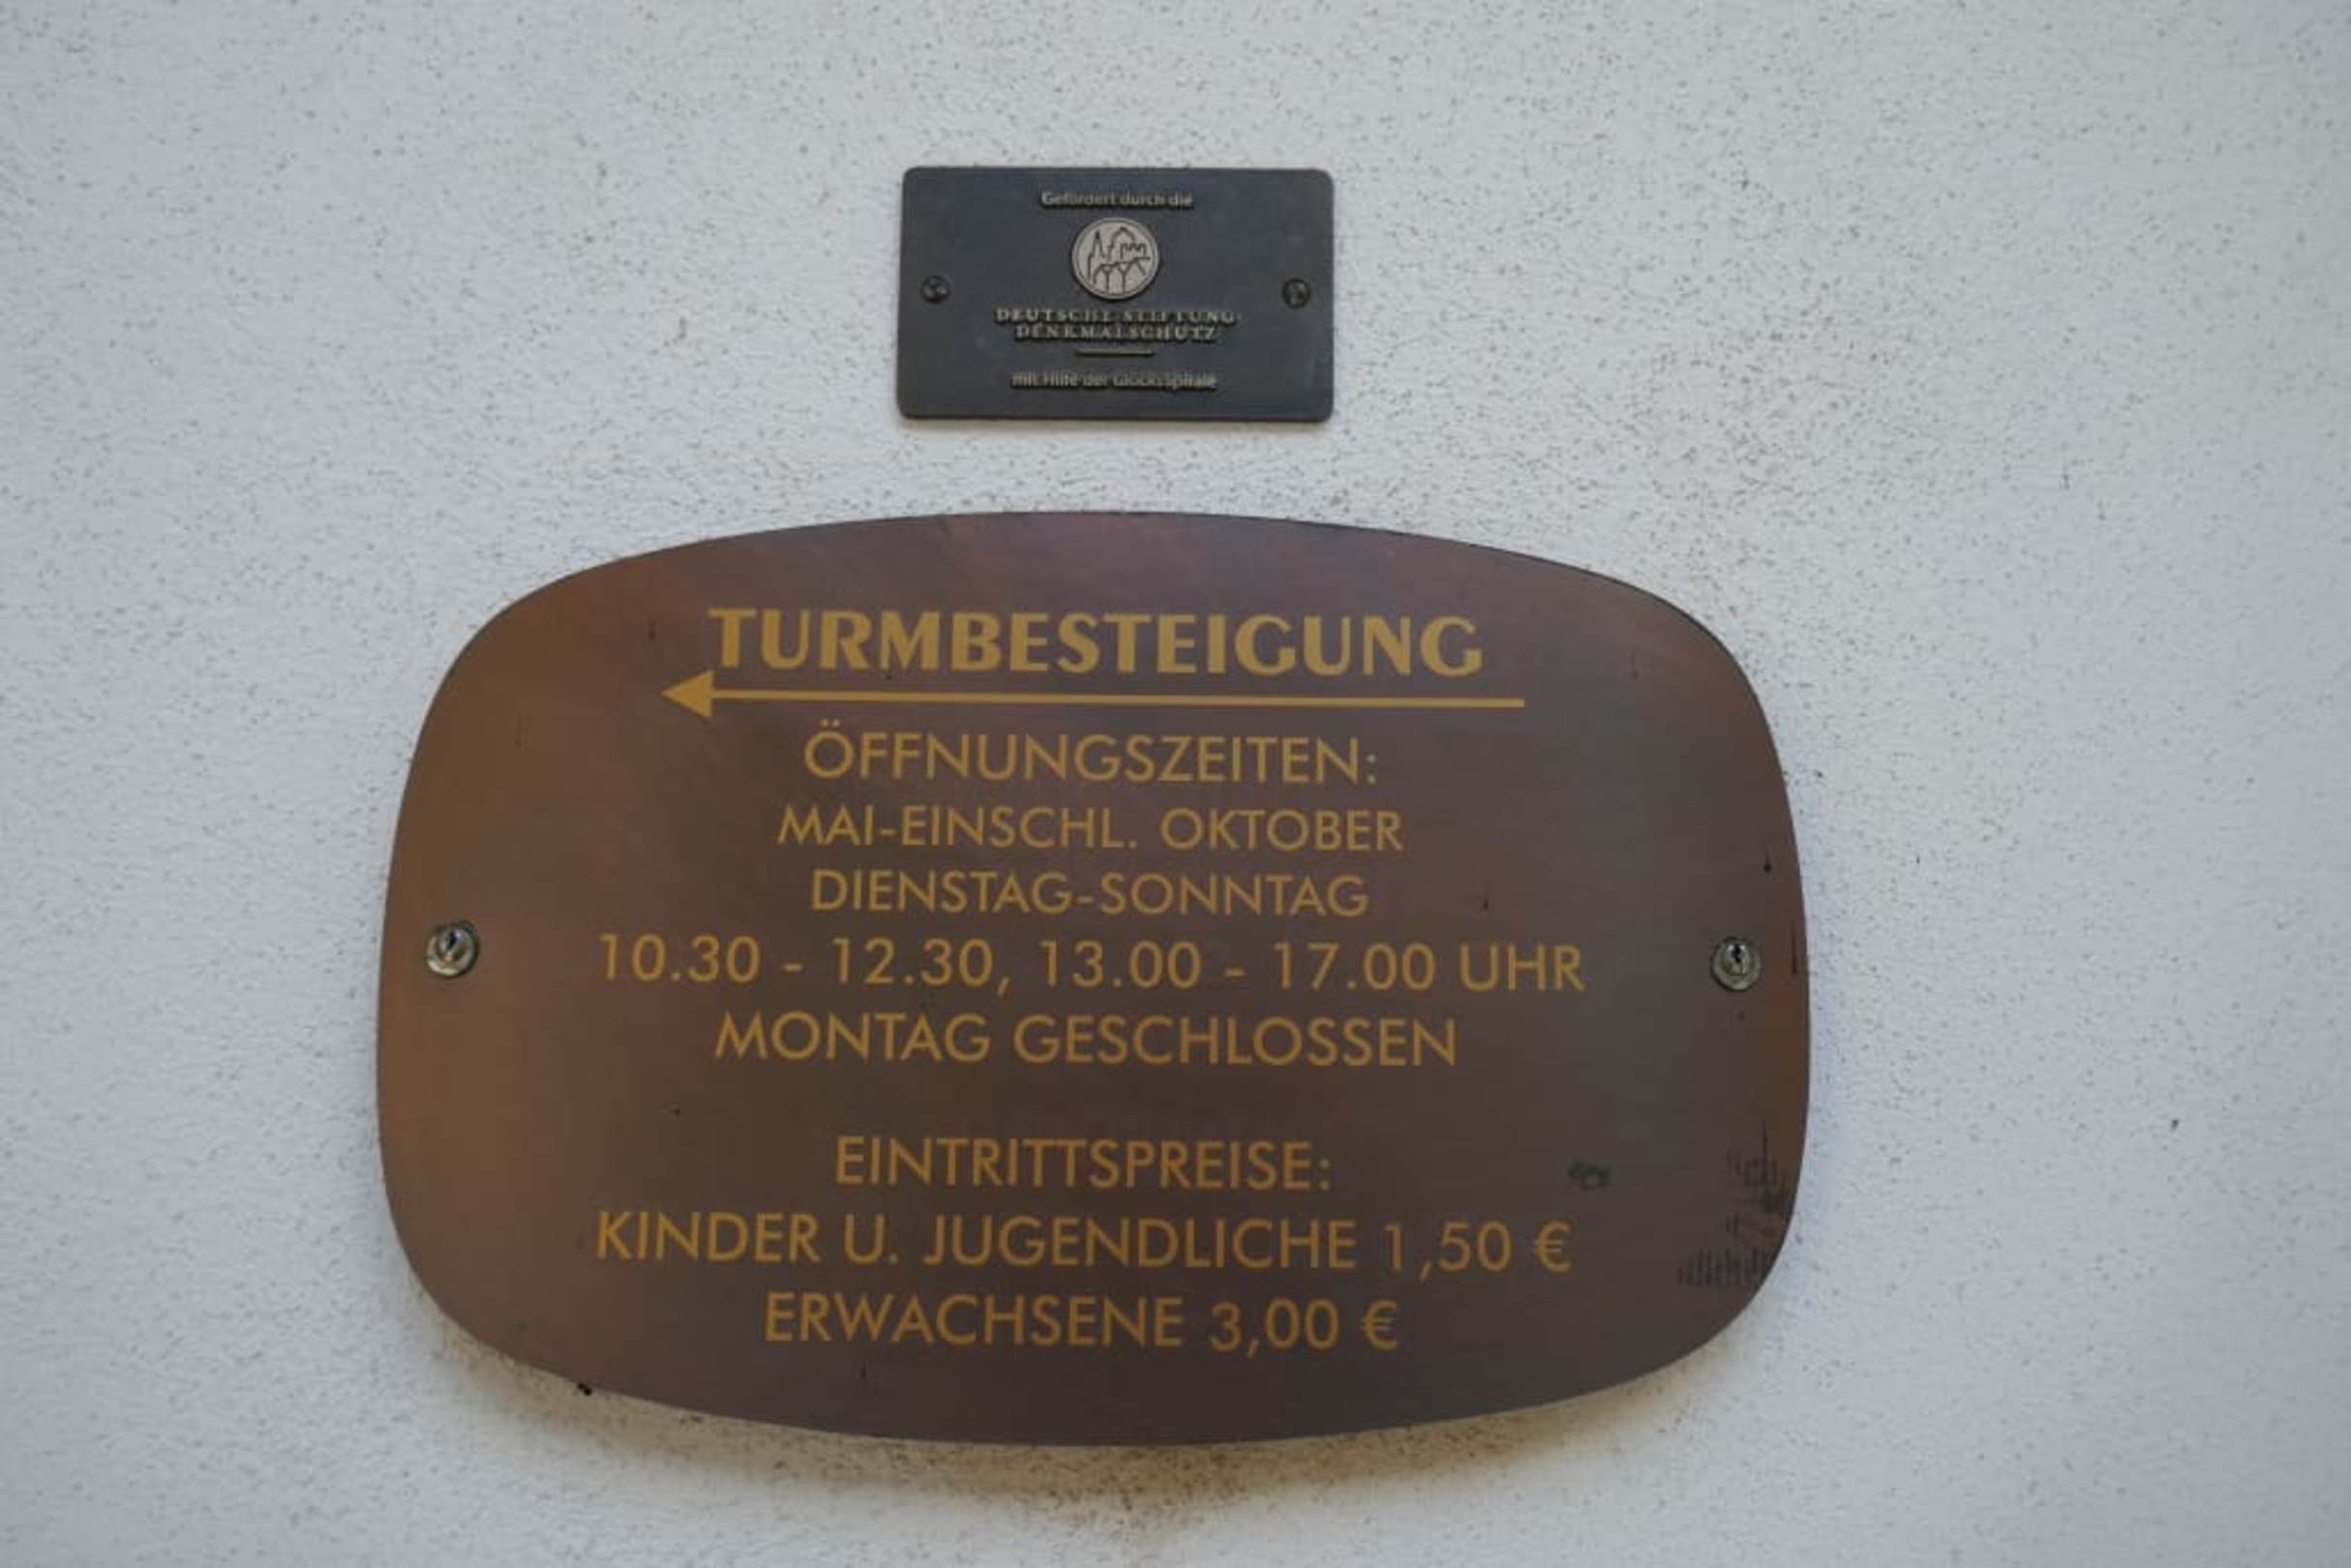 Gefördert durch die
DEUTSCHE STIFTUNG
DENKMALSCHUTZ
mit Hilfe der GlücksSpirale
TURMBESTEIGUNG
ÖFFNUNGSZEITEN:
MAI-EINSCHL. OKTOBER
DIENSTAG-SONNTAG
10.30 - 12.30, 13.00 - 17.00 UHR
MONTAG GESCHLOSSEN
EINTRITTSPREISE:
KINDER U. JUGENDLICHE 1,50 €
ERWACHSENE 3,00 €